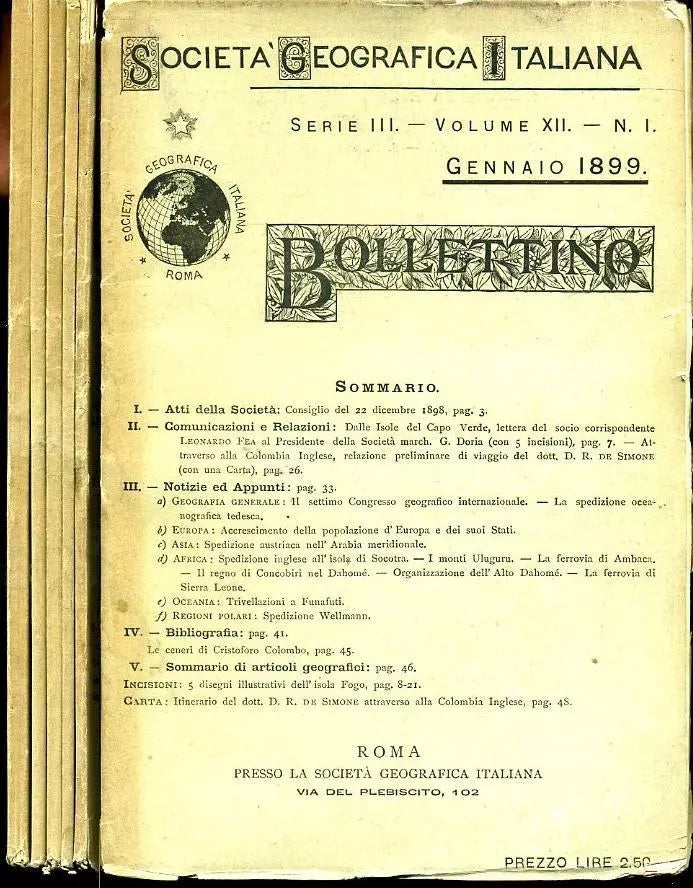 SOCIETA' GEOGRAFICA ITALIANA
SERIE III. — VOLUME XII. — N. I.
GENNAIO 1899.
SOCIETA' GEOGRAFICA ITALIANA
ROMA
BOLLETTINO
SOMMARIO.
I. — Atti della Società: Consiglio del 22 dicembre 1898, pag. 3.
II. — Comunicazioni e Relazioni: Dalle Isole del Capo Verde, lettera del socio corrispondente
LEONARDO FEA al Presidente della Società march. G. Doria (con 5 incisioni), pag. 7. — At-
traverso alla Colombia Inglese, relazione preliminare di viaggio del dott. D. R. DE SIMONE
(con una Carta), pag. 26.
III. — Notizie ed Appunti: pag. 33.
a) GEOGRAFIA GENERALE: Il settimo Congresso geografico internazionale. — La spedizione ocea-
nografica tedesca.
b) EUROPA: Accrescimento della popolazione d'Europa e dei suoi Stati.
c) ASIA: Spedizione austriaca nell'Arabia meridionale.
d) AFRICA: Spedizione inglese all'isola di Socotra. — I monti Uluguru. — La ferrovia di Ambaca.
— Il regno di Concobiri nel Dahomé. — Organizzazione dell'Alto Dahomé. — La ferrovia di
Sierra Leone.
e) OCEANIA: Trivellazioni a Funafuti.
f) REGIONI POLARI: Spedizione Wellmann.
IV. — Bibliografia: pag. 41.
Le ceneri di Cristoforo Colombo, pag. 45.
V. — Sommario di articoli geografici: pag. 46.
INCISIONI: 5 disegni illustrativi dell'isola Fogo, pag. 8-21.
CARTA: Itinerario del dott. D. R. DE SIMONE attraverso alla Colombia Inglese, pag. 48.
ROMA
PRESSO LA SOCIETÀ GEOGRAFICA ITALIANA
VIA DEL PLEBISCITO, 102
PREZZO LIRE 2.50